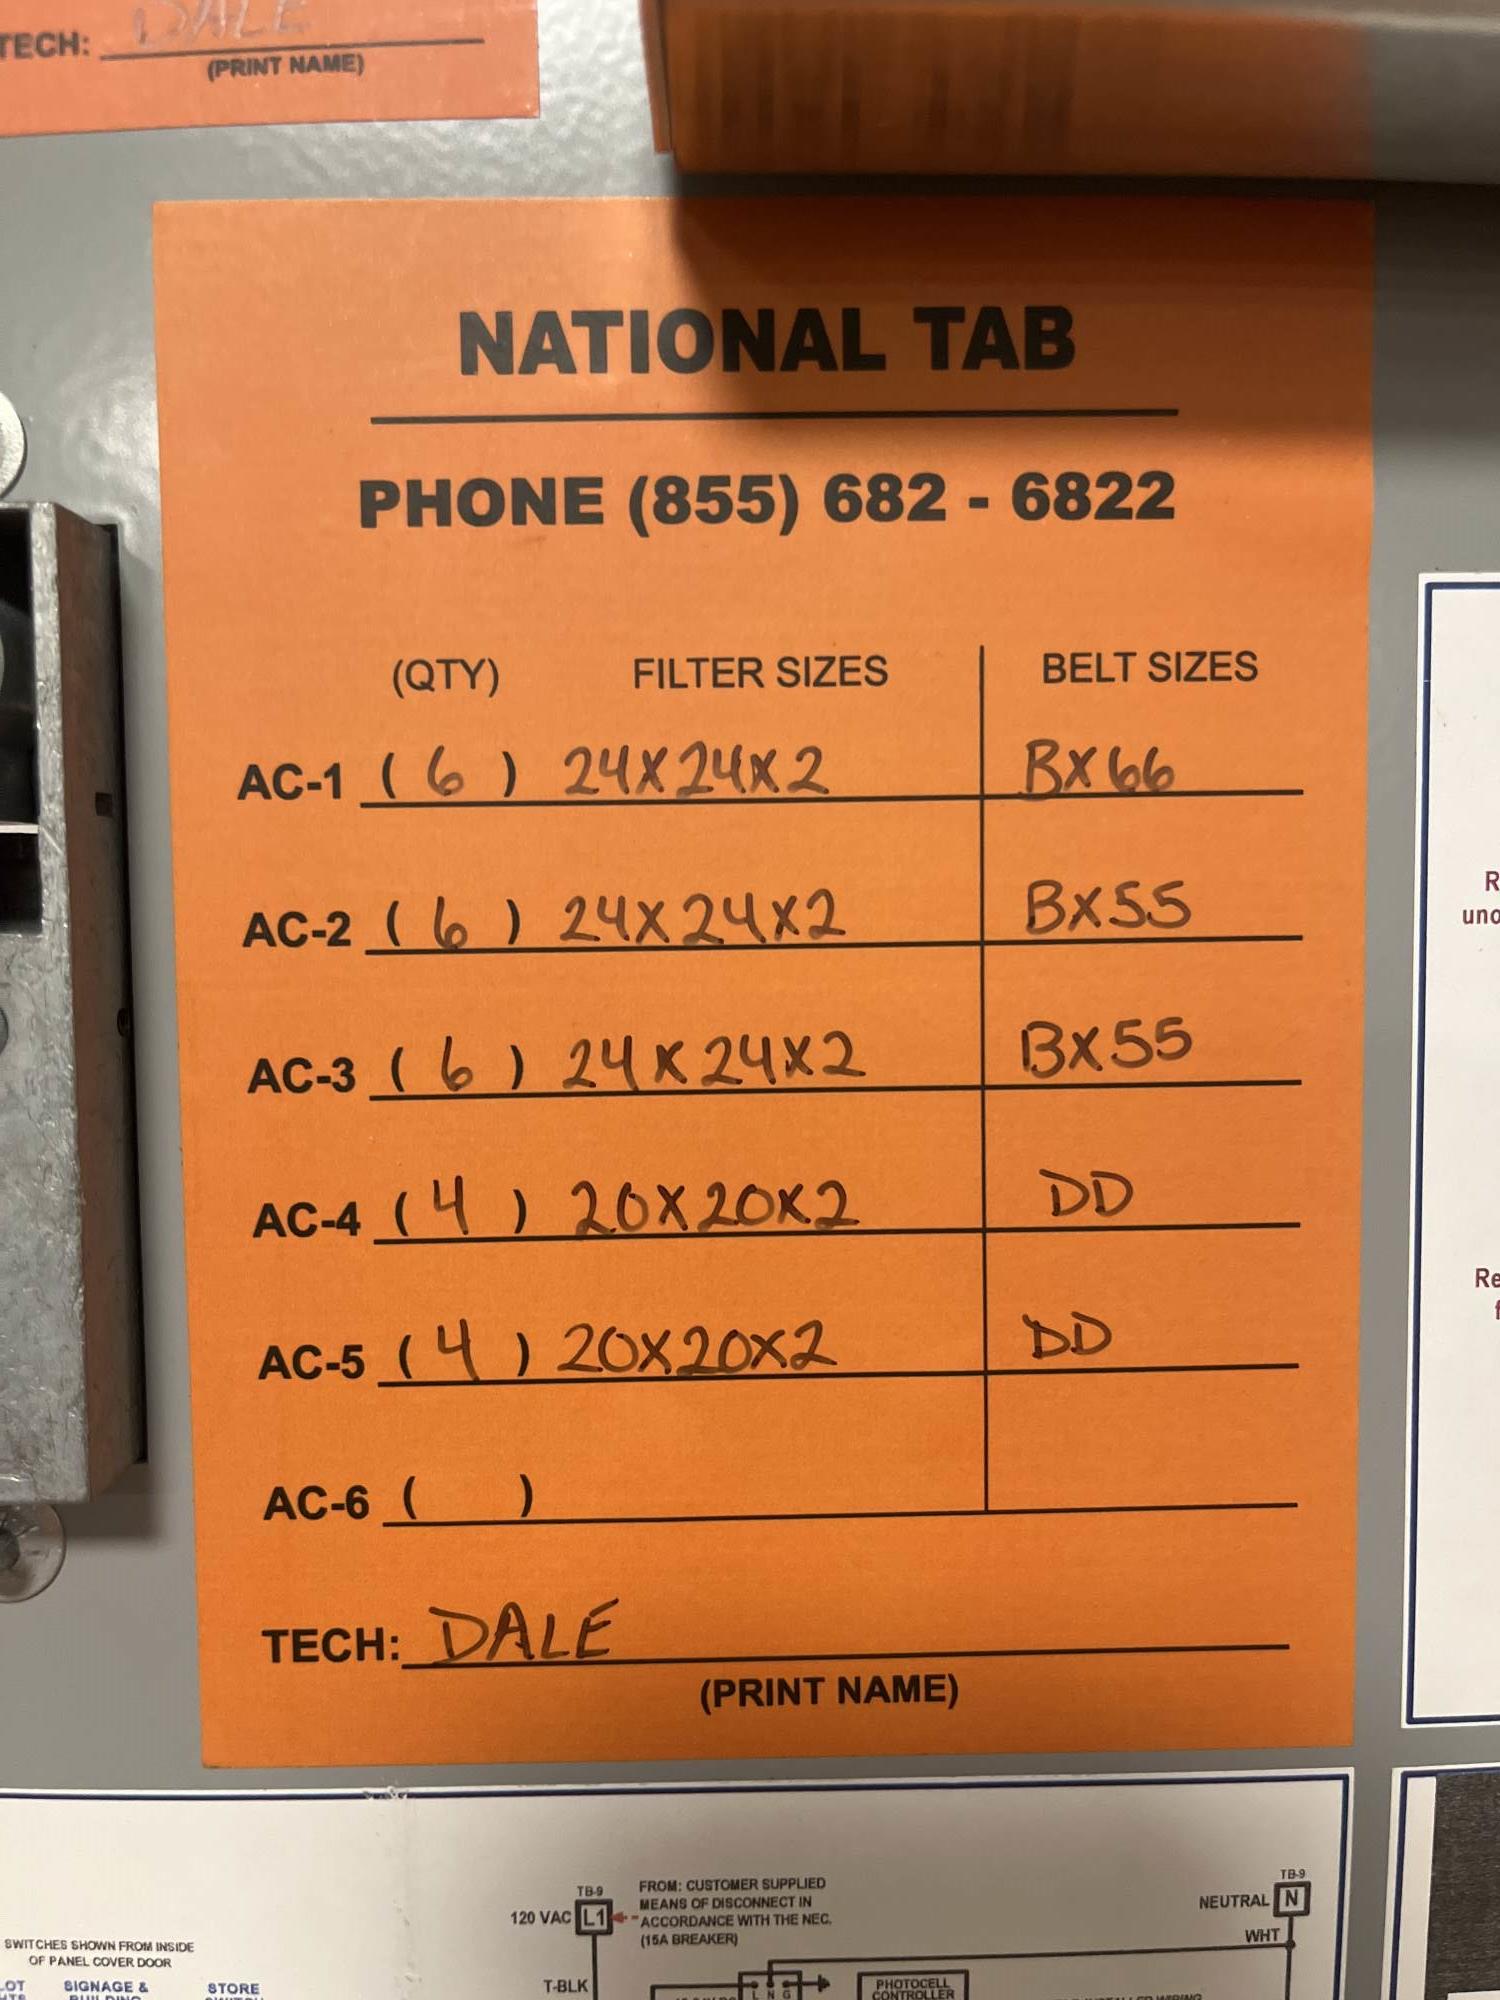 TECH: DALE
(PRINT NAME)
NATIONAL TAB
PHONE (855) 682 - 6822
(QTY) FILTER SIZES BELT SIZES
AC-1 ( 6 ) 24X24X2 BX66
AC-2 ( 6 ) 24X24X2 BX55
AC-3 ( 6 ) 24X24X2 BX55
AC-4 ( 4 ) 20X20X2 DD
AC-5 ( 4 ) 20X20X2 DD
AC-6 ( )
TECH: DALE
(PRINT NAME)
TB-9
120 VAC L1
FROM: CUSTOMER SUPPLIED
MEANS OF DISCONNECT IN
ACCORDANCE WITH THE NEC.
(15A BREAKER)
TB-9
NEUTRAL N
WHT
SWITCHES SHOWN FROM INSIDE
OF PANEL COVER DOOR
SIGNAGE & STORE
T-BLK
L N G
PHOTOCELL
CONTROLLER